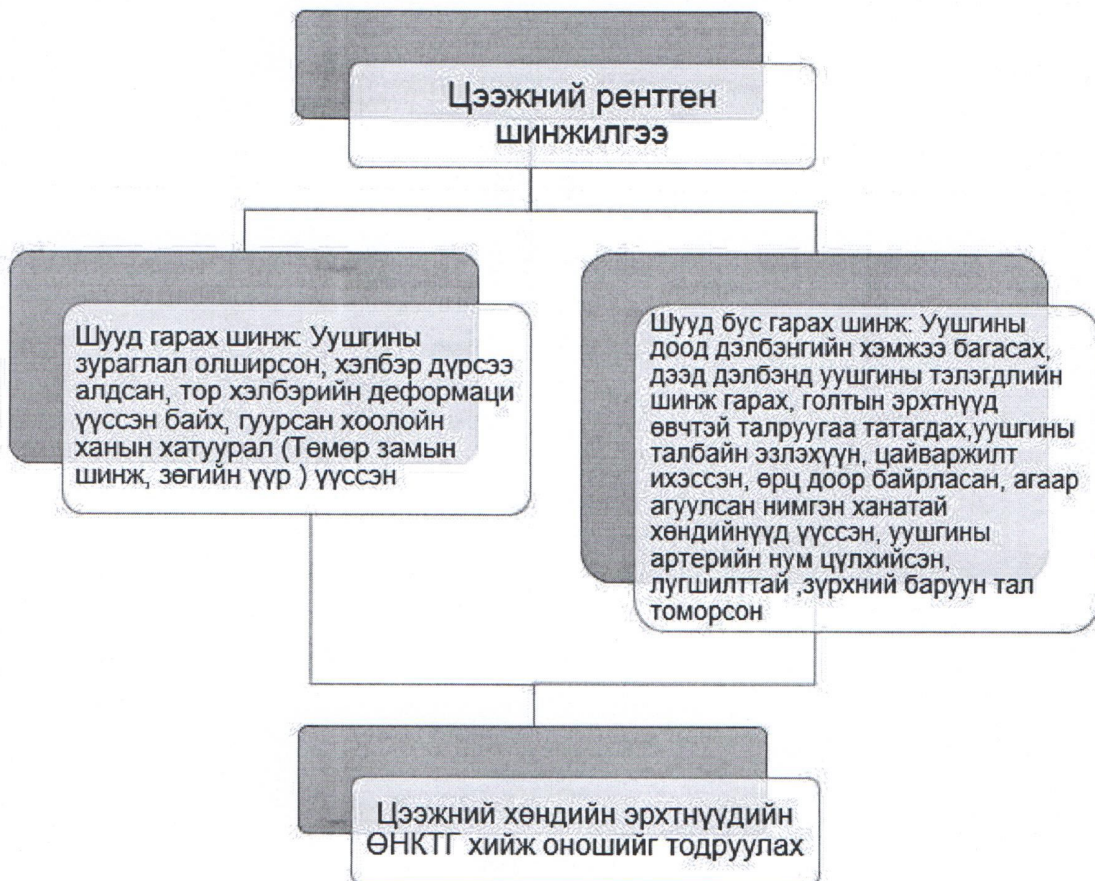 Цээжний рентген
шинжилгээ
Шууд гарах шинж: Уушгины
зураглал олширсон, хэлбэр дүрсээ
алдсан, тор хэлбэрийн деформаци
үүссэн байх, гуурсан хоолойн
ханын хатуурал (Төмөр замын
шинж, зөгийн үүр ) үүссэн
Шууд бус гарах шинж: Уушгины
доод дэлбэнгийн хэмжээ багасах,
дээд дэлбэнд уушгины тэлэгдлийн
шинж гарах, голтын эрхтнүүд
өвчтэй талруугаа татагдах,уушгины
талбайн эзлэхүүн, цайваржилт
ихэссэн, өрц доор байрласан, агаар
агуулсан нимгэн ханатай
хөндийнүүд үүссэн, уушгины
артерийн нум цүлхийсэн,
лугшилттай ,зүрхний баруун тал
томорсон
Цээжний хөндийн эрхтнүүдийн
ӨНКТГ хийж оношийг тодруулах